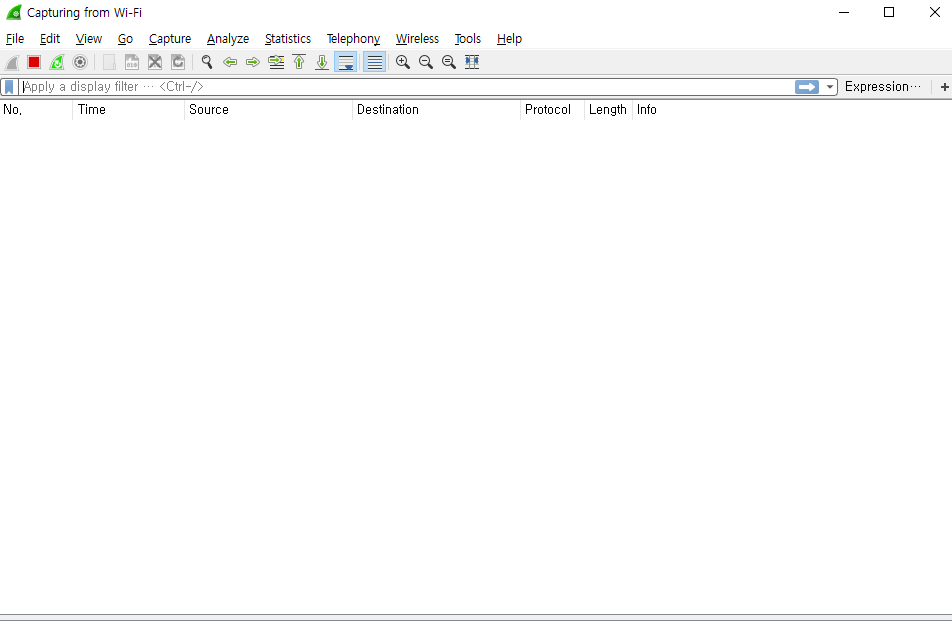 Capturing from Wi-Fi
File Edit View Go Capture Analyze Statistics Telephony Wireless Tools Help
Apply a display filter ··· <Ctrl-/> Expression··· +
No. Time Source Destination Protocol Length Info